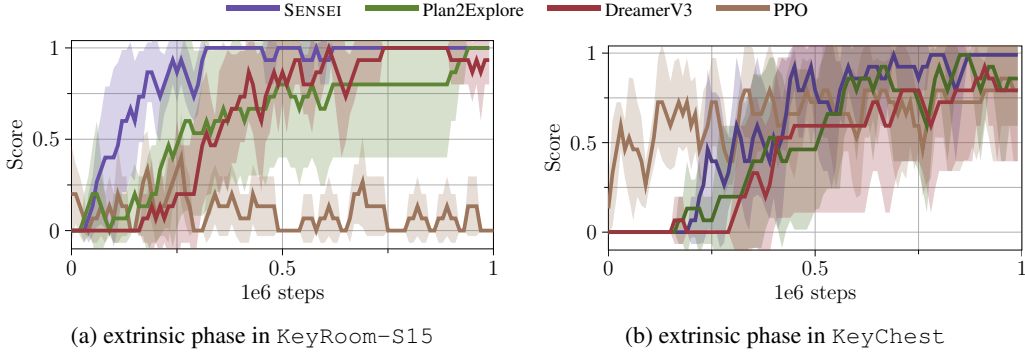 SENSEI Plan2Explore DreamerV3 PPO
1
0.5
0
Score
0 0.5 1
1e6 steps
(a) extrinsic phase in KeyRoom-S15
1
0.5
0
Score
0 0.5 1
1e6 steps
(b) extrinsic phase in KeyChest